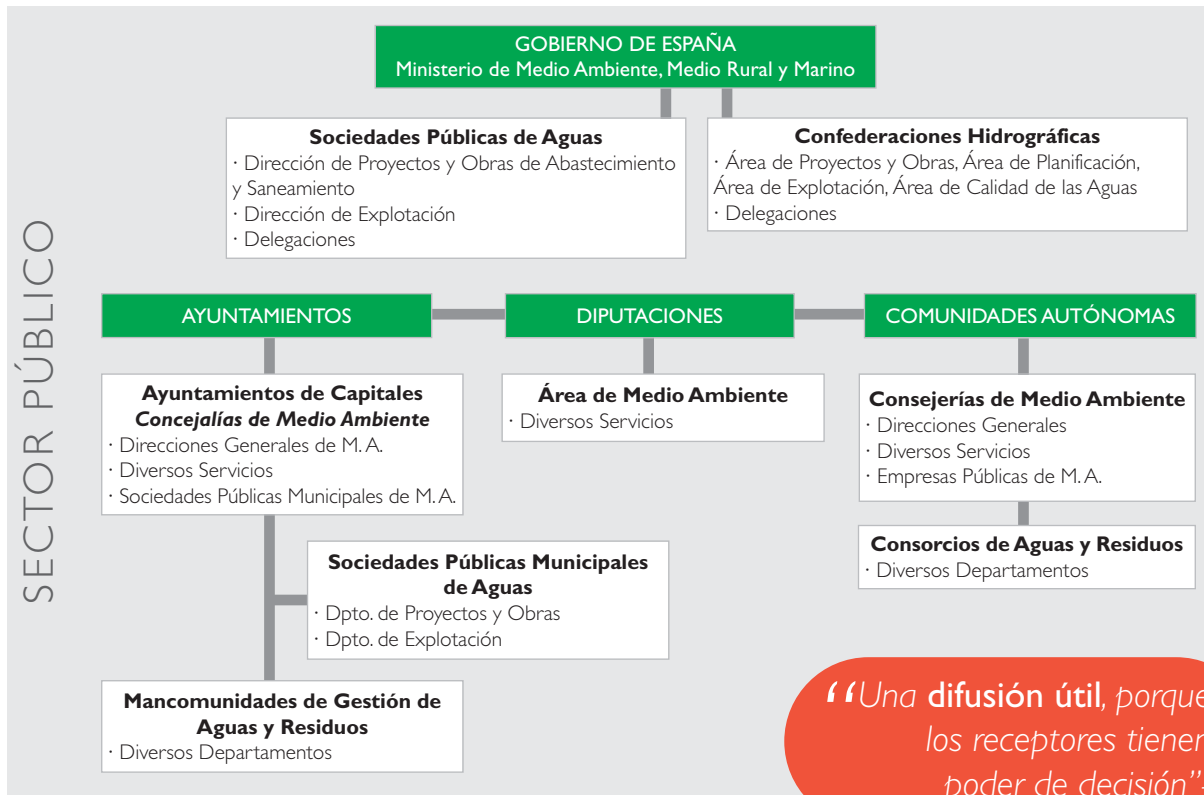 SECTOR PÚBLICO
GOBIERNO DE ESPAÑA
Ministerio de Medio Ambiente, Medio Rural y Marino
Sociedades Públicas de Aguas
· Dirección de Proyectos y Obras de Abastecimiento
y Saneamiento
· Dirección de Explotación
· Delegaciones
Confederaciones Hidrográficas
· Área de Proyectos y Obras, Área de Planificación,
Área de Explotación, Área de Calidad de las Aguas
· Delegaciones
AYUNTAMIENTOS
DIPUTACIONES
COMUNIDADES AUTÓNOMAS
Ayuntamientos de Capitales
Concejalías de Medio Ambiente
· Direcciones Generales de M. A.
· Diversos Servicios
· Sociedades Públicas Municipales de M. A.
Área de Medio Ambiente
· Diversos Servicios
Consejerías de Medio Ambiente
· Direcciones Generales
· Diversos Servicios
· Empresas Públicas de M. A.
Consorcios de Aguas y Residuos
· Diversos Departamentos
Sociedades Públicas Municipales
de Aguas
· Dpto. de Proyectos y Obras
· Dpto. de Explotación
Mancomunidades de Gestión de
Aguas y Residuos
· Diversos Departamentos
“Una difusión útil, porque
los receptores tienen
poder de decisión”